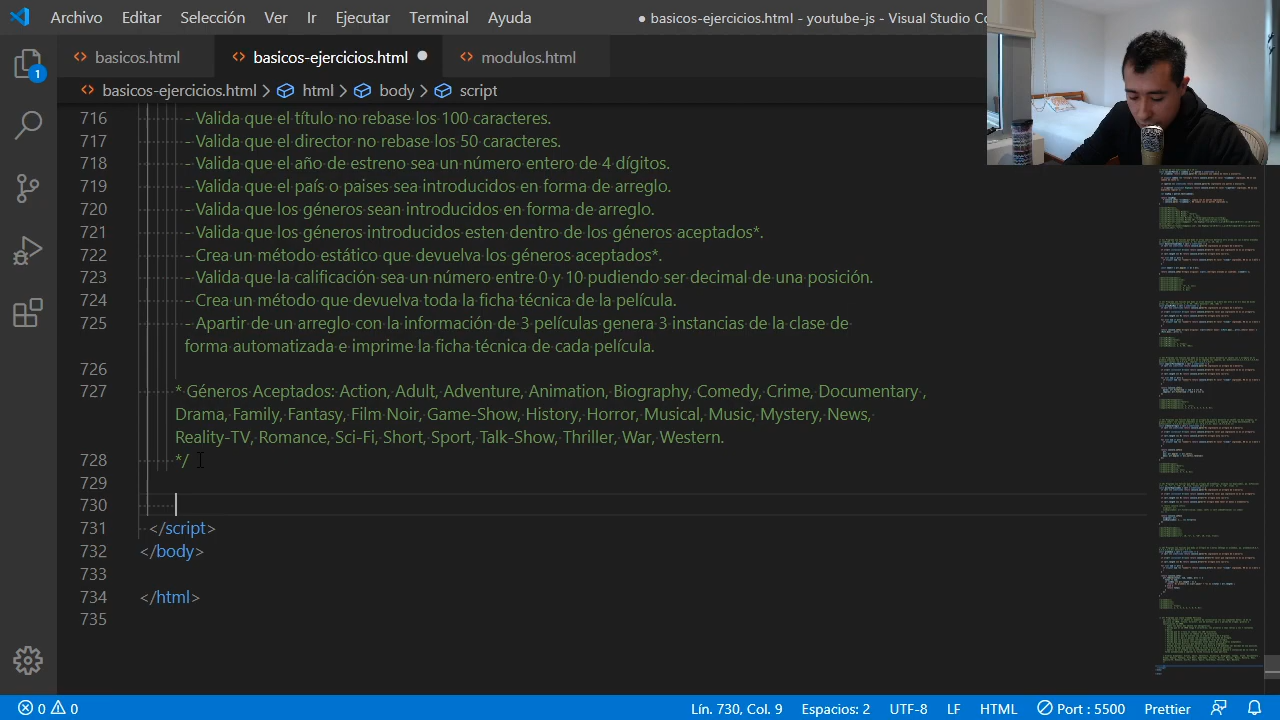 Archivo Editar Selección Ver Ir Ejecutar Terminal Ayuda ● basicos-ejercicios.html - youtube-js - Visual Studio Co
basicos.html basicos-ejercicios.html ● modulos.html
basicos-ejercicios.html > html > body > script
716 - Valida que el título no rebase los 100 caracteres.
717 - Valida que el director no rebase los 50 caracteres.
718 - Valida que el año de estreno sea un número entero de 4 dígitos.
719 - Valida que el país o paises sea introducidos en forma de arreglo.
720 - Valida que los géneros sean introducidos en forma de arreglo.
721 - Valida que los géneros introducidos esten dentro de los géneros aceptados*.
722 - Crea un método estático que devuelva los géneros aceptados*.
723 - Valida que la calificación sea un número entre 0 y 10 pudiendo ser decimal de una posición.
724 - Crea un método que devuelva toda la ficha técnica de la película.
725 - Apartir de un arreglo con la información de 3 películas genera 3 instancias de la clase de
forma automatizada e imprime la ficha técnica de cada película.
726
727 * Géneros Aceptados: Action, Adult, Adventure, Animation, Biography, Comedy, Crime, Documentary ,
Drama, Family, Fantasy, Film Noir, Game-Show, History, Horror, Musical, Music, Mystery, News,
Reality-TV, Romance, Sci-Fi, Short, Sport, Talk-Show, Thriller, War, Western.
728 */
729
730
731 </script>
732 </body>
733
734 </html>
735
1
0 0 Lín. 730, Col. 9 Espacios: 2 UTF-8 LF HTML Port : 5500 Prettier